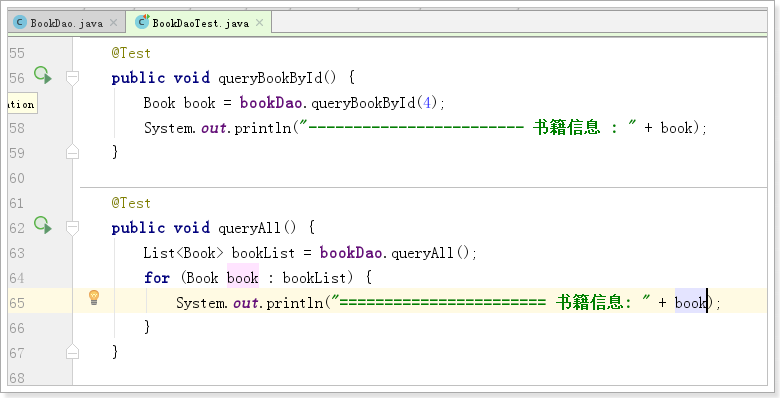 BookDao.java × BookDaoTest.java ×
55 @Test
56 public void queryBookById() {
ntion Book book = bookDao.queryBookById(4);
58 System.out.println("------------------------ 书籍信息 : " + book);
59 }
60
61 @Test
62 public void queryAll() {
63 List<Book> bookList = bookDao.queryAll();
64 for (Book book : bookList) {
65 System.out.println("======================= 书籍信息: " + book);
66 }
67 }
68